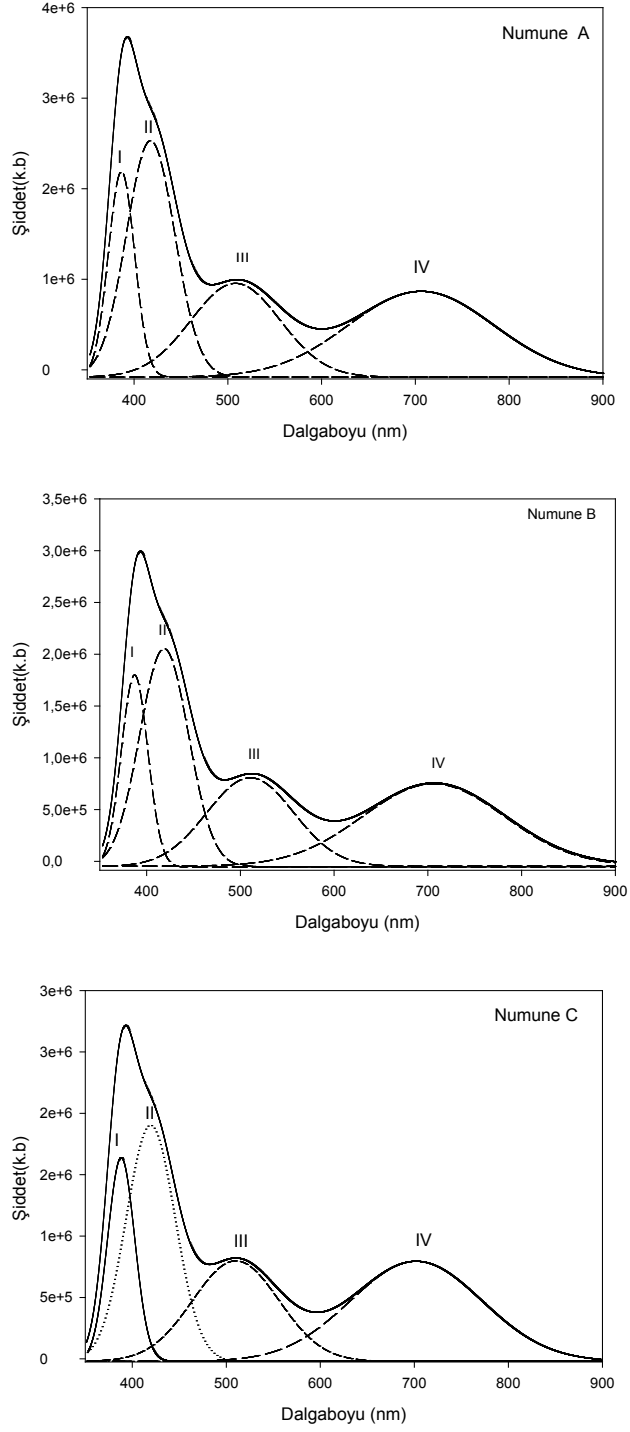 4e+6
Numune A
3e+6
2e+6
1e+6
0
Şiddet(k.b)
I
II
III
IV
400 500 600 700 800 900
Dalgaboyu (nm)
3,5e+6
Numune B
3,0e+6
2,5e+6
2,0e+6
1,5e+6
1,0e+6
5,0e+5
0,0
Şiddet(k.b)
I
II
III
IV
400 500 600 700 800 900
Dalgaboyu (nm)
3e+6
Numune C
3e+6
2e+6
2e+6
1e+6
5e+5
0
Şiddet(k.b)
I
II
III
IV
400 500 600 700 800 900
Dalgaboyu (nm)